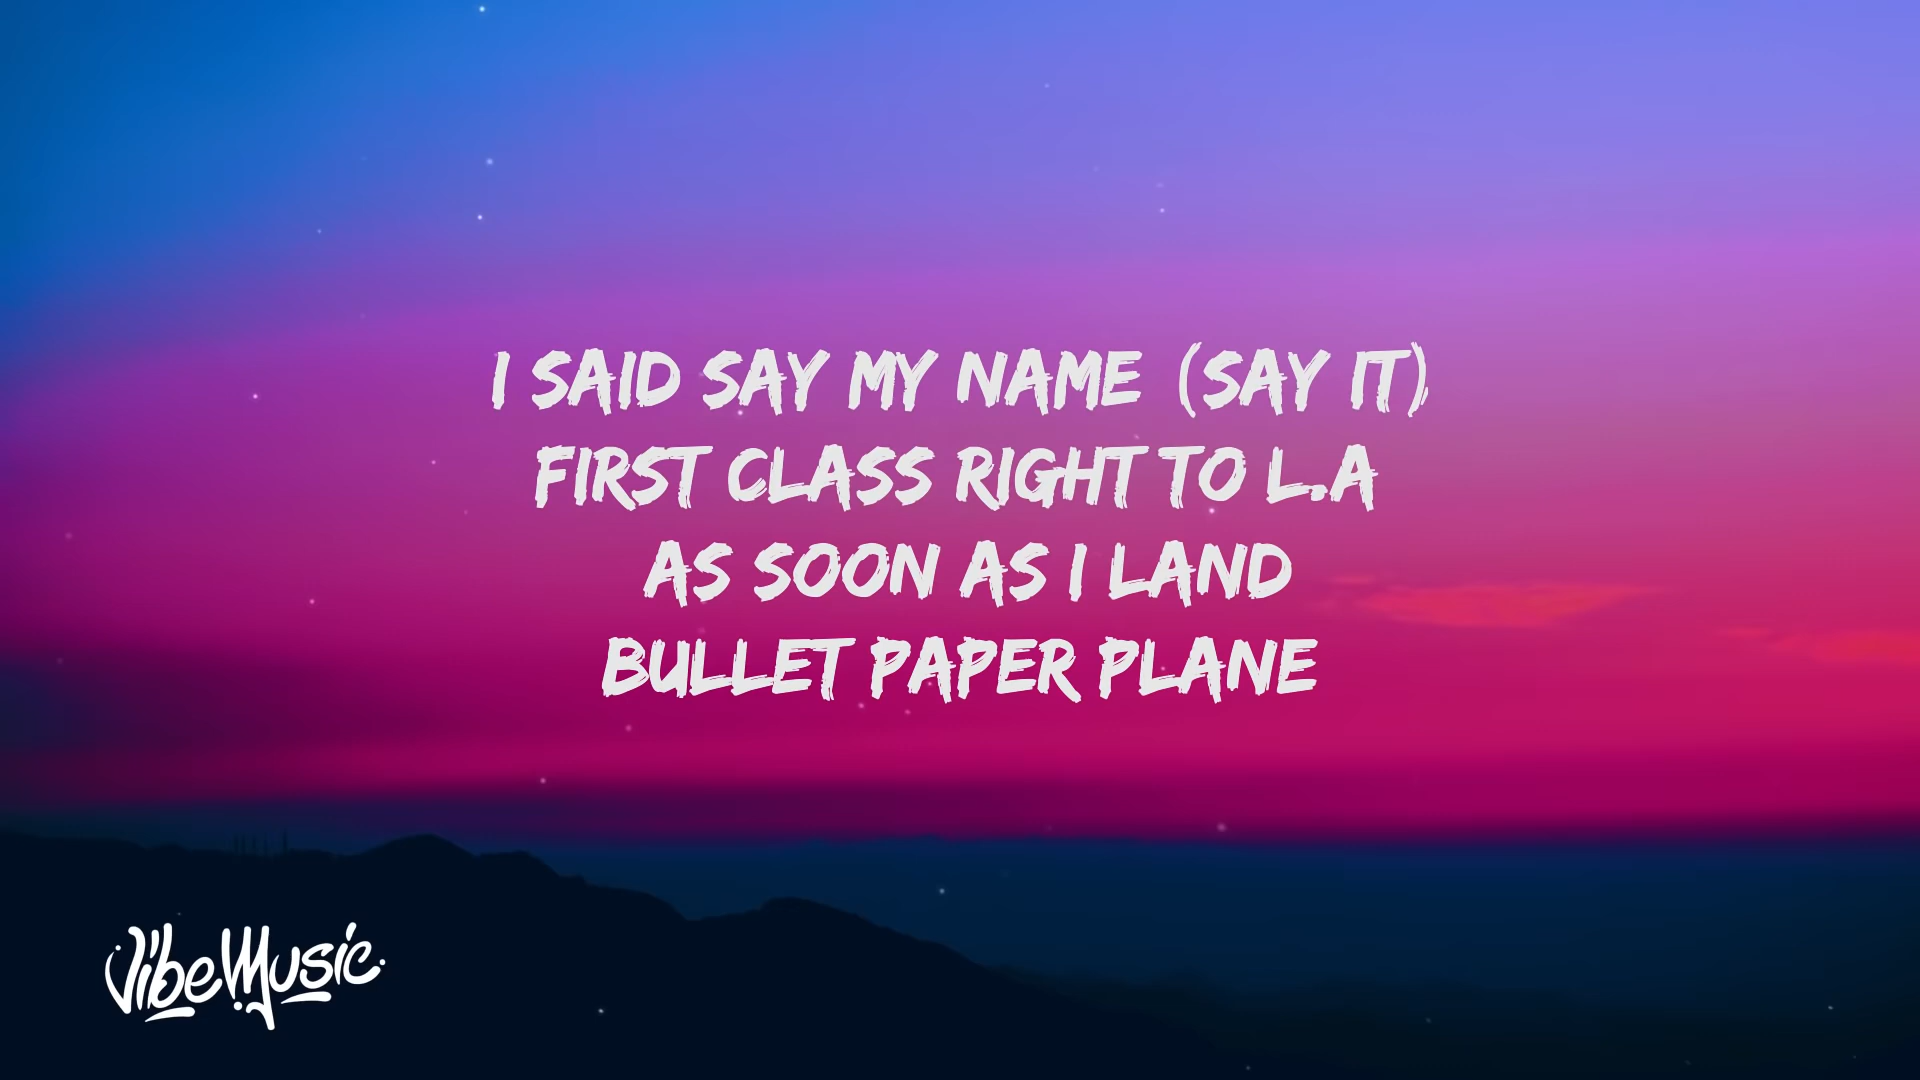 I SAID SAY MY NAME (SAY IT)
FIRST CLASS RIGHT TO L.A
AS SOON AS I LAND
BULLET PAPER PLANE
VibeMusic